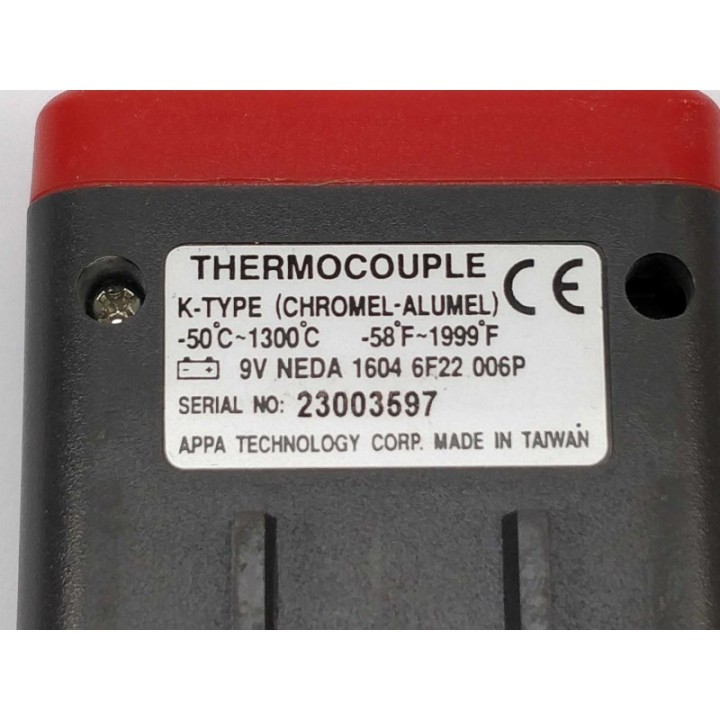 THERMOCOUPLE CE
K-TYPE (CHROMEL-ALUMEL)
-50°C~1300°C -58°F~1999°F
- + 9V NEDA 1604 6F22 006P
SERIAL NO: 23003597
APPA TECHNOLOGY CORP. MADE IN TAIWAN